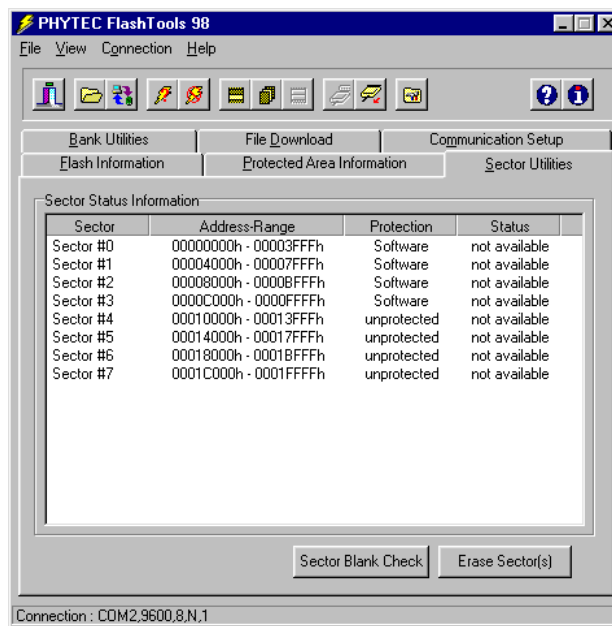 PHYTEC FlashTools 98
File View Connection Help
Bank Utilities File Download Communication Setup
Flash Information Protected Area Information Sector Utilities
Sector Status Information
Sector Address-Range Protection Status
Sector #0 00000000h - 00003FFFh Software not available
Sector #1 00004000h - 00007FFFh Software not available
Sector #2 00008000h - 0000BFFFh Software not available
Sector #3 0000C000h - 0000FFFFh Software not available
Sector #4 00010000h - 00013FFFh unprotected not available
Sector #5 00014000h - 00017FFFh unprotected not available
Sector #6 00018000h - 0001BFFFh unprotected not available
Sector #7 0001C000h - 0001FFFFh unprotected not available
Sector Blank Check Erase Sector(s)
Connection : COM2,9600,8,N,1